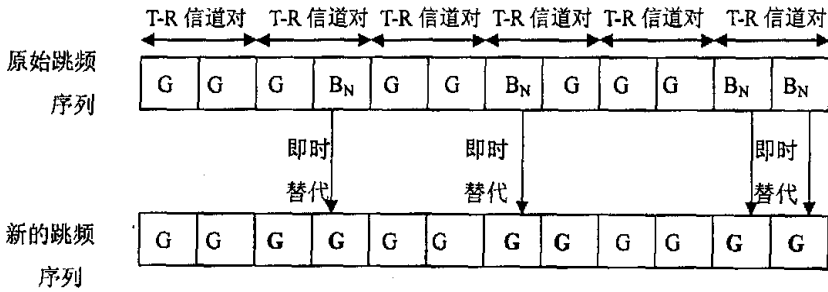 T-R 信道对 T-R 信道对 T-R 信道对 T-R 信道对 T-R 信道对 T-R 信道对
原始跳频
序列
G G G B_N G G B_N G G G B_N B_N
即时 即时 即时
替代 替代 替代
新的跳频
序列
G G G G G G G G G G G G